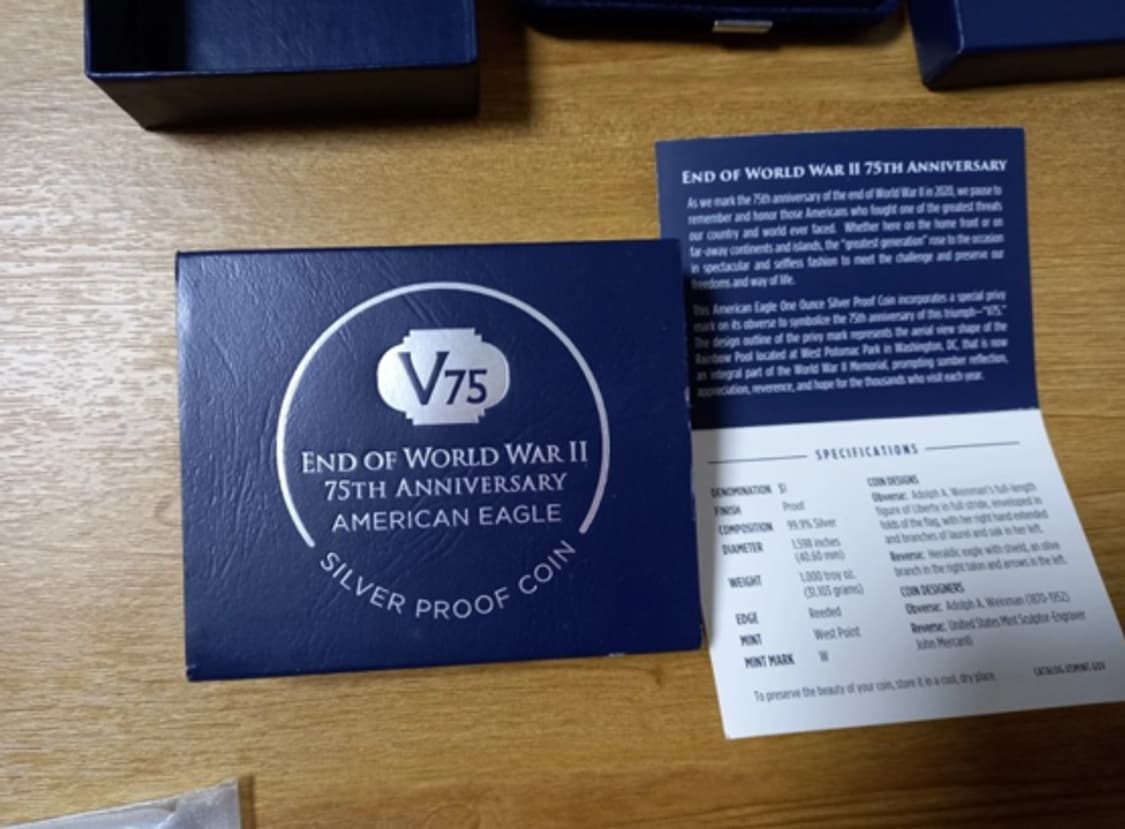 V75
END OF WORLD WAR II
75TH ANNIVERSARY
AMERICAN EAGLE
SILVER PROOF COIN
END OF WORLD WAR II 75TH ANNIVERSARY
As we mark the 75th anniversary of the end of World War II in 2020, we pause to
remember and honor those Americans who fought one of the greatest threats
our country and world ever faced. Whether here on the home front or on
far-away continents and islands, the "greatest generation" rose to the occasion
in spectacular and selfless fashion to meet the challenge and preserve our
freedoms and way of life.
This American Eagle One Ounce Silver Proof Coin incorporates a special privy
mark on its obverse to symbolize the 75th anniversary of this triumph—"V75."
The design outline of the privy mark represents the aerial view shape of the
Rainbow Pool located at West Potomac Park in Washington, DC, that is now
an integral part of the World War II Memorial, prompting somber reflection,
appreciation, reverence, and hope for the thousands who visit each year.
SPECIFICATIONS
DENOMINATION $1
FINISH Proof
COMPOSITION 99.9% Silver
DIAMETER 1.598 inches
(40.60 mm)
WEIGHT 1.000 troy oz.
(31.103 grams)
EDGE Reeded
MINT West Point
MINT MARK W
COIN DESIGNS
Obverse: Adolph A. Weinman's full-length
figure of Liberty in full stride, enveloped in
folds of the flag, with her right hand extended
and branches of laurel and oak in her left.
Reverse: Heraldic eagle with shield, an olive
branch in the right talon and arrows in the left.
COIN DESIGNERS
Obverse: Adolph A. Weinman (1870-1952)
Reverse: United States Mint Sculptor-Engraver
John Mercanti
To preserve the beauty of your coin, store it in a cool, dry place.
CATALOG.USMINT.GOV